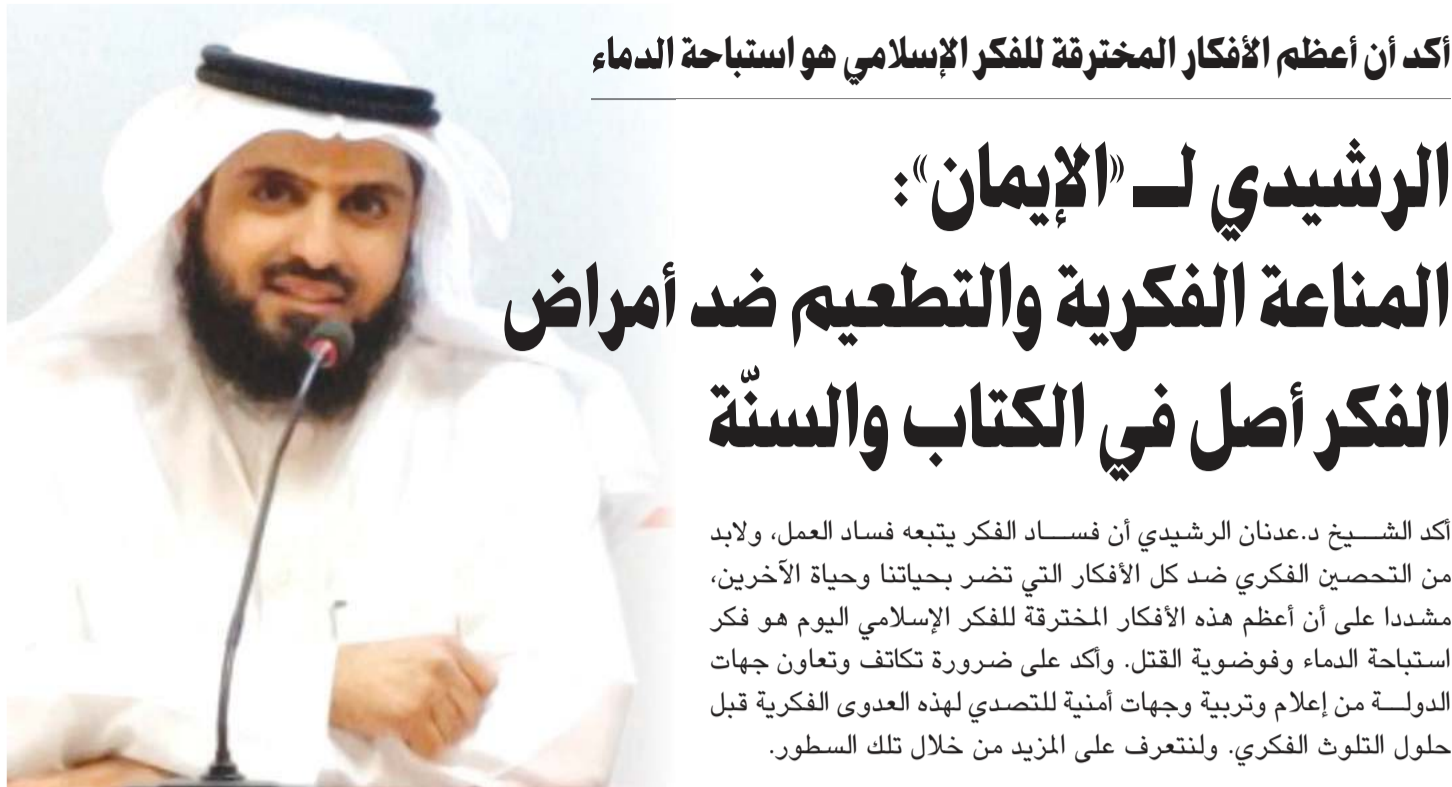 أكد أن أعظم الأفكار المخترقة للفكر الإسلامي هو استباحة الدماء
الرشيدي لـ «الإيمان»:
المناعة الفكرية والتطعيم ضد أمراض
الفكر أصل في الكتاب والسنّة
أكد الشيخ د.عدنان الرشيدي أن فساد الفكر يتبعه فساد العمل، ولابد
من التحصين الفكري ضد كل الأفكار التي تضر بحياتنا وحياة الآخرين،
مشددا على أن أعظم هذه الأفكار المخترقة للفكر الإسلامي اليوم هو فكر
استباحة الدماء وفوضوية القتل. وأكد على ضرورة تكاتف وتعاون جهات
الدولة من إعلام وتربية وجهات أمنية للتصدي لهذه العدوى الفكرية قبل
حلول التلوث الفكري. ولنتعرف على المزيد من خلال تلك السطور.